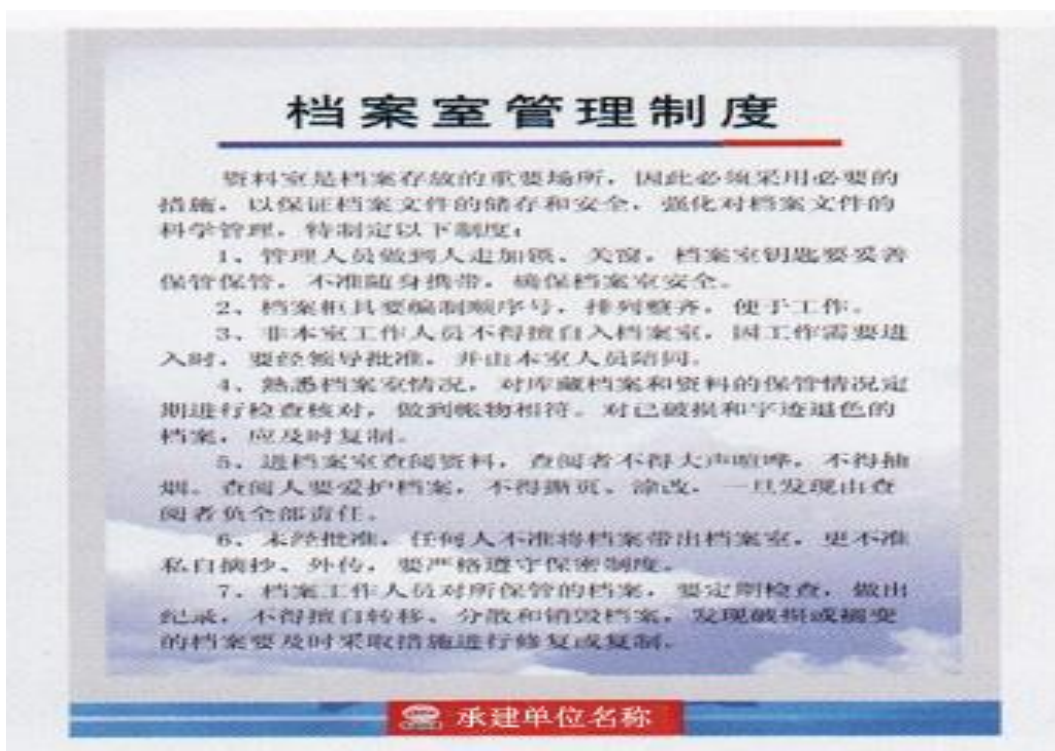 档案室管理制度
资料室是档案存放的重要场所，因此必须采用必要的
措施，以保证档案文件的储存和安全，强化对档案文件的
科学管理，特制定以下制度：
1、管理人员做到人走加锁、关窗，档案室钥匙要妥善
保管保管，不准随身携带，确保档案室安全。
2、档案柜具要编制顺序号，排列整齐，便于工作。
3、非本室工作人员不得擅自入档案室，因工作需要进
入时，要经领导批准，并由本室人员陪同。
4、熟悉档案室情况，对库藏档案和资料的保管情况定
期进行检查核对，做到帐物相符。对已破损和字迹退色的
档案，应及时复制。
5、进档案室查阅资料，查阅者不得大声喧哗，不得抽
烟。查阅人要爱护档案，不得撕页、涂改，一旦发现由查
阅者负全部责任。
6、未经批准，任何人不准将档案带出档案室，更不准
私自摘抄、外传，要严格遵守保密制度。
7、档案工作人员对所保管的档案，要定期检查，做出
纪录，不得擅自转移、分散和销毁档案，发现破损或褪变
的档案要及时采取措施进行修复或复制。
承建单位名称